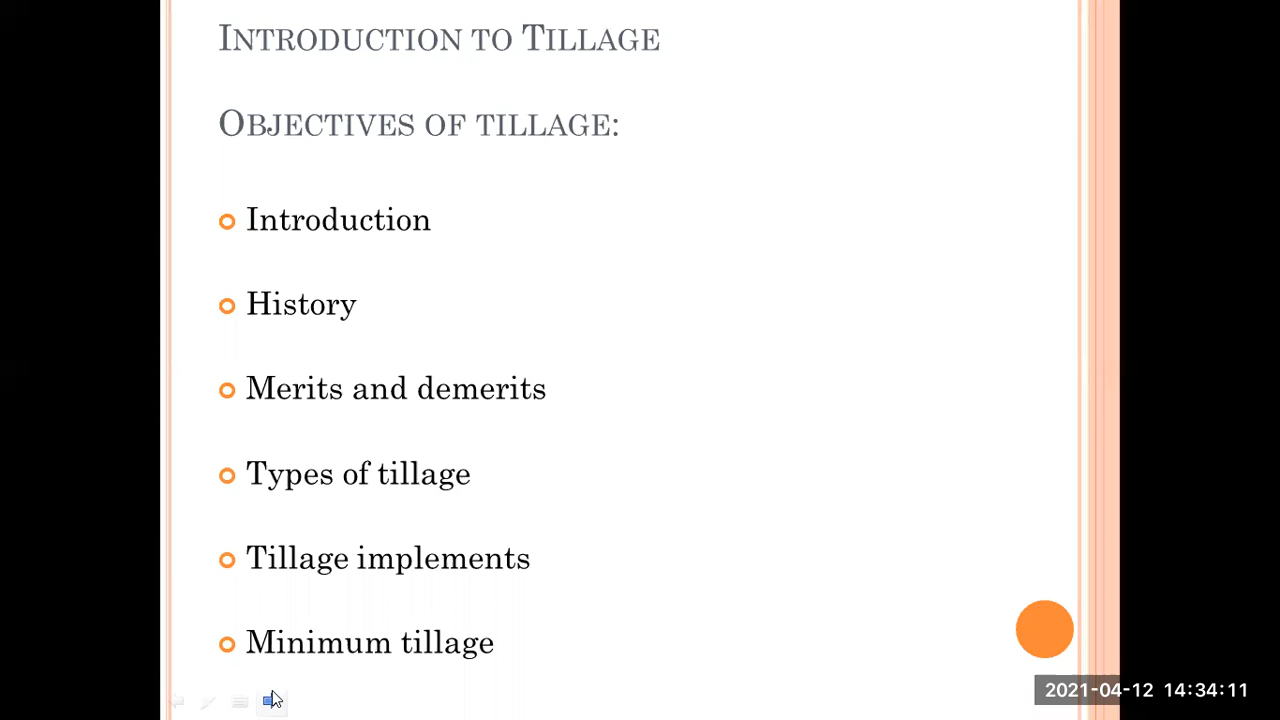 Introduction to Tillage
Objectives of tillage:
Introduction
History
Merits and demerits
Types of tillage
Tillage implements
Minimum tillage
2021-04-12 14:34:11